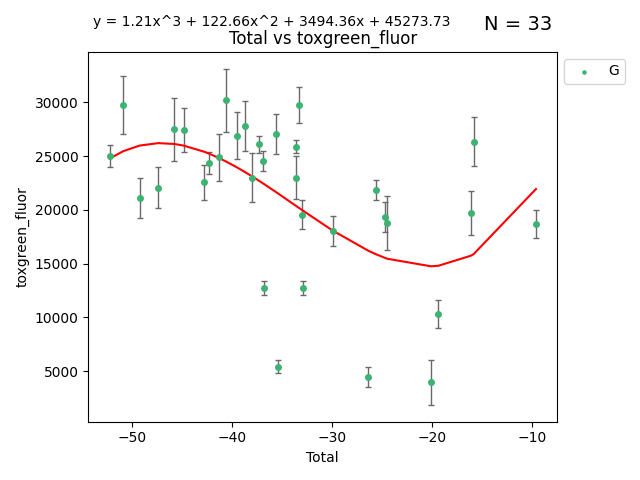 y = 1.21x^3 + 122.66x^2 + 3494.36x + 45273.73
N = 33
Total vs toxgreen_fluor
G
30000
25000
20000
15000
10000
5000
toxgreen_fluor
−50 −40 −30 −20 −10
Total